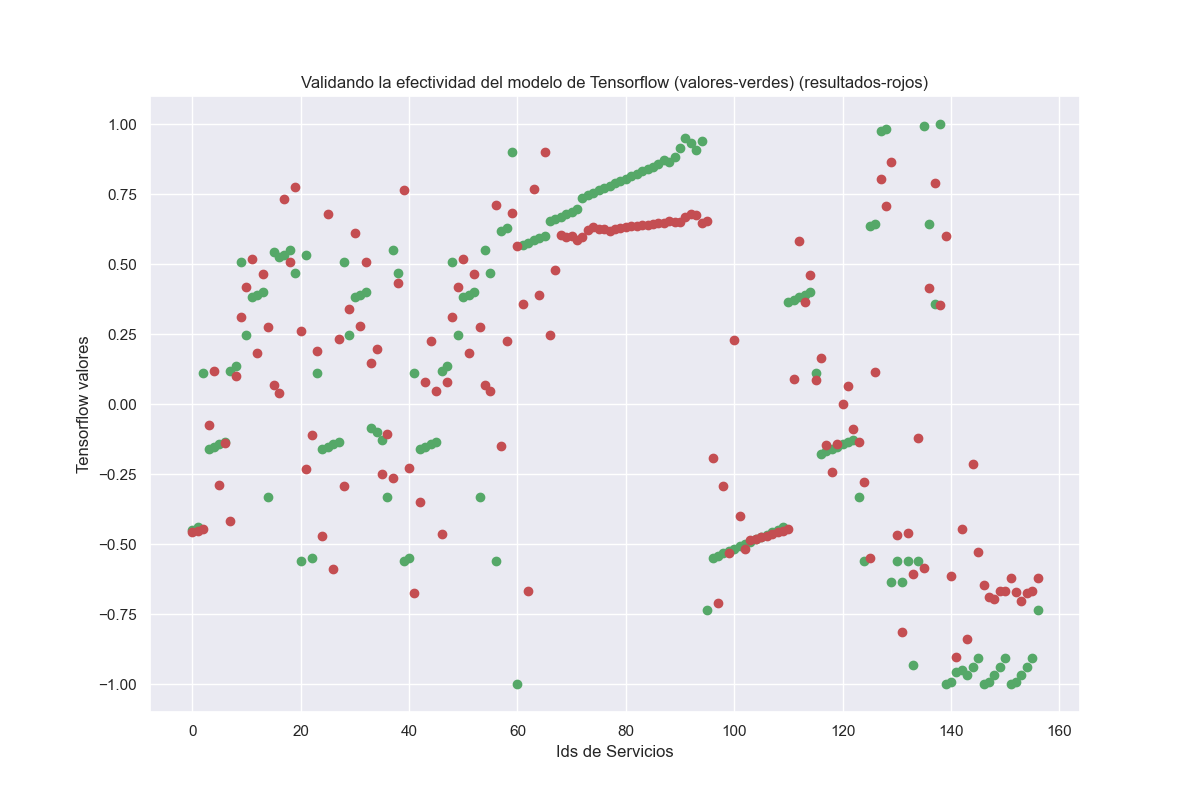 Validando la efectividad del modelo de Tensorflow (valores-verdes) (resultados-rojos)
Tensorflow valores
1.00
0.75
0.50
0.25
0.00
−0.25
−0.50
−0.75
−1.00
0 20 40 60 80 100 120 140 160
Ids de Servicios